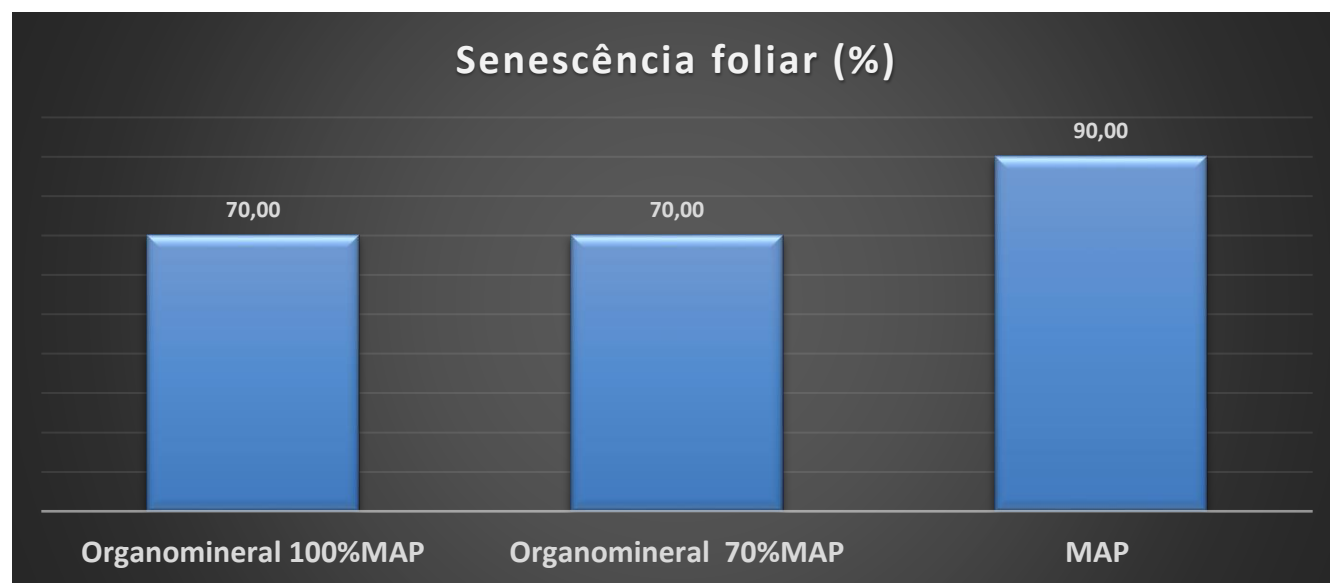 Senescência foliar (%)
90,00
70,00
70,00
Organomineral 100%MAP
Organomineral 70%MAP
MAP